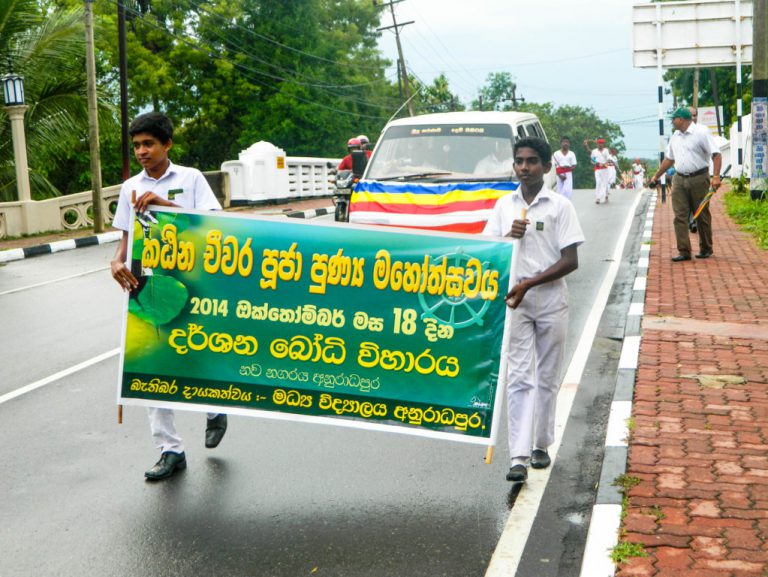 කඨින චීවර පූජා පුණ්‍ය මහෝත්සවය
2014 ඔක්තෝම්බර් මස 18 දින
දර්ශන බෝධි විහාරය
නව නගරය අනුරාධපුර
බැතිබර දායකත්වය :- මධ්‍ය විද්‍යාලය අනුරාධපුර.